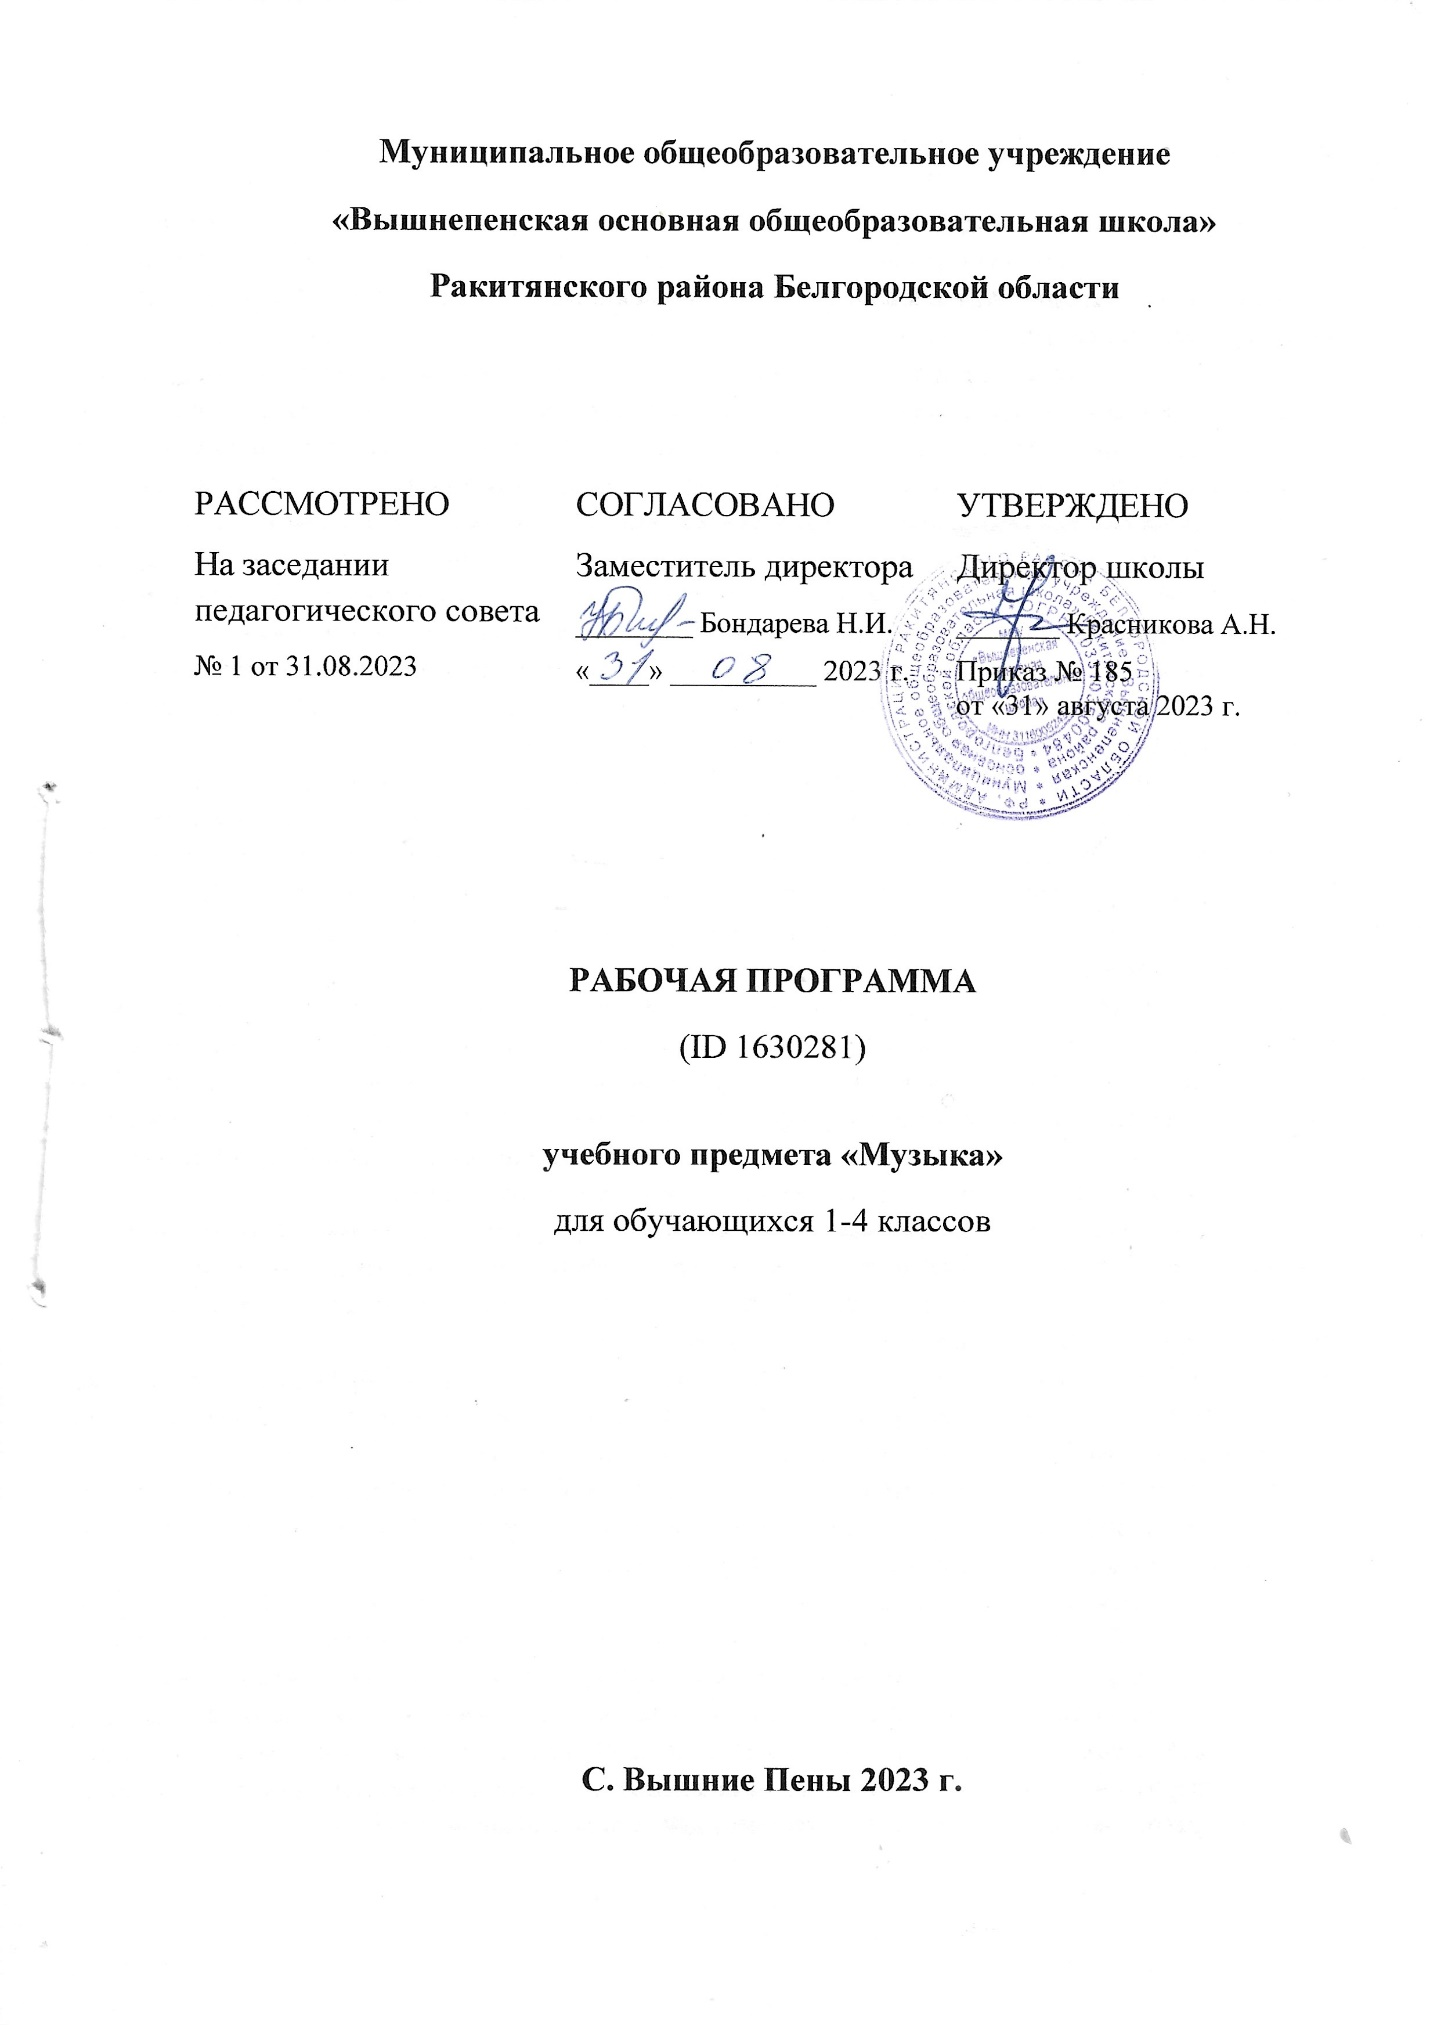 Муниципальное общеобразовательное учреждение
«Вышнепенская основная общеобразовательная школа»
Ракитянского района Белгородской области
РАССМОТРЕНО
На заседании
педагогического совета
№ 1 от 31.08.2023
СОГЛАСОВАНО
Заместитель директора
________ Бондарева Н.И.
«31» 08 2023 г.
УТВЕРЖДЕНО
Директор школы
_______ Красникова А.Н.
Приказ № 185
от «31» августа 2023 г.
РАБОЧАЯ ПРОГРАММА
(ID 1630281)
учебного предмета «Музыка»
для обучающихся 1-4 классов
С. Вышние Пены 2023 г.